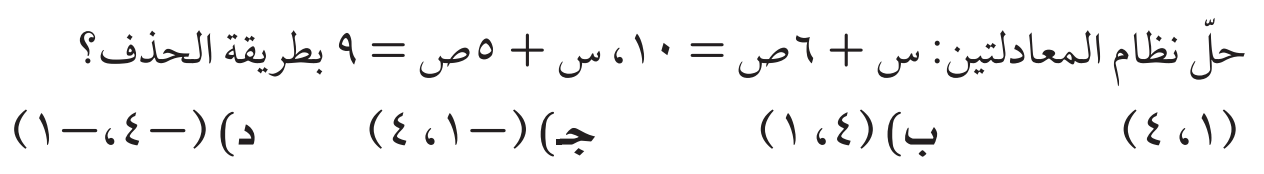 حلّ نظام المعادلتين: س + ٦ص = ١٠، س + ٥ص = ٩ بطريقة الحذف؟
(١، ٤) ب) (٤، ١) جـ) (−١، ٤) د) (−٤، −١)